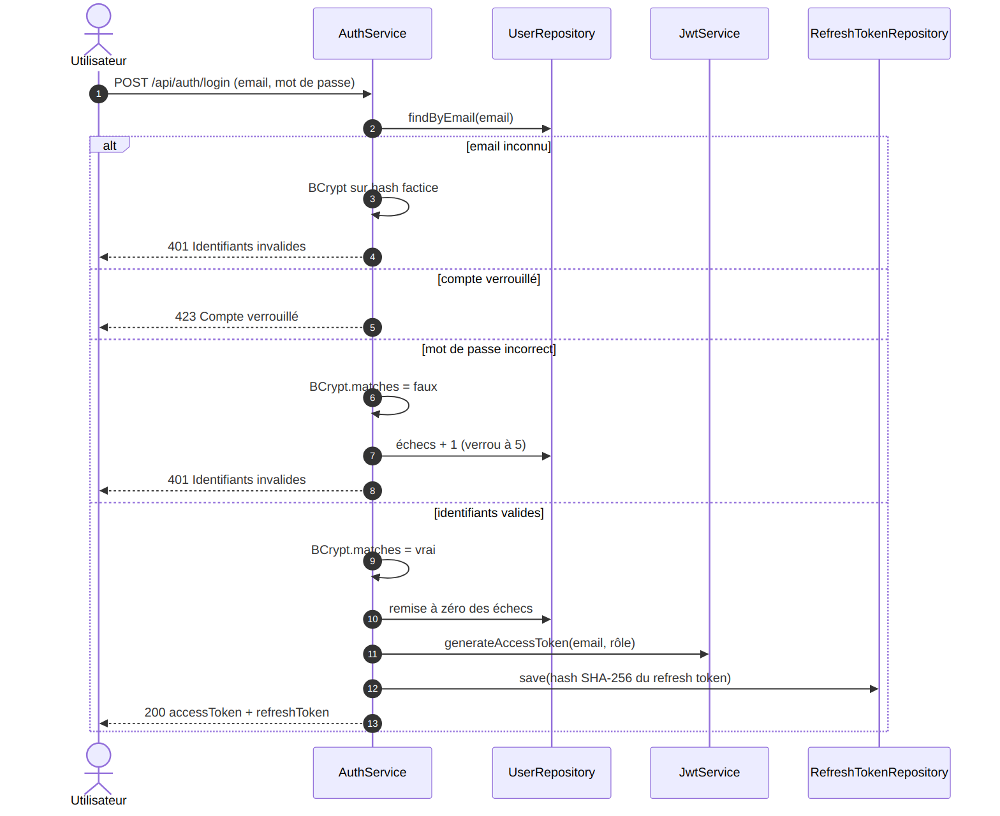 Utilisateur
AuthService
UserRepository
JwtService
RefreshTokenRepository
POST /api/auth/login (email, mot de passe)
1
findByEmail(email)
2
alt
[email inconnu]
BCrypt sur hash factice
3
401 Identifiants invalides
4
[compte verrouillé]
423 Compte verrouillé
5
[mot de passe incorrect]
BCrypt.matches = faux
6
échecs + 1 (verrou à 5)
7
401 Identifiants invalides
8
[identifiants valides]
BCrypt.matches = vrai
9
remise à zéro des échecs
10
generateAccessToken(email, rôle)
11
save(hash SHA-256 du refresh token)
12
200 accessToken + refreshToken
13
Utilisateur
AuthService
UserRepository
JwtService
RefreshTokenRepository